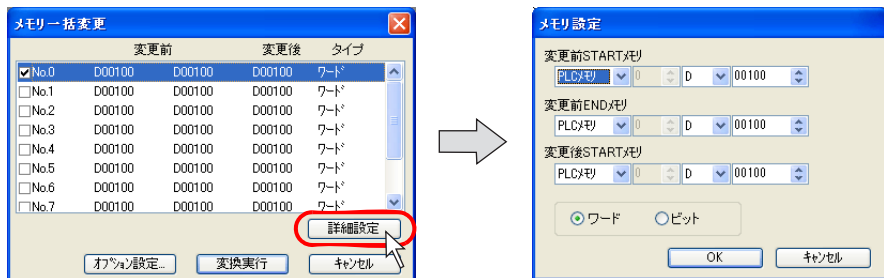 メモリ一括変更
変更前 変更後 タイプ
No.0 D00100 D00100 D00100 ワード
No.1 D00100 D00100 D00100 ワード
No.2 D00100 D00100 D00100 ワード
No.3 D00100 D00100 D00100 ワード
No.4 D00100 D00100 D00100 ワード
No.5 D00100 D00100 D00100 ワード
No.6 D00100 D00100 D00100 ワード
No.7 D00100 D00100 D00100 ワード
詳細設定
オプション設定... 変換実行 キャンセル
メモリ設定
変更前STARTメモリ
PLCメモリ 0 D 00100
変更前ENDメモリ
PLCメモリ 0 D 00100
変更後STARTメモリ
PLCメモリ 0 D 00100
ワード ビット
OK キャンセル